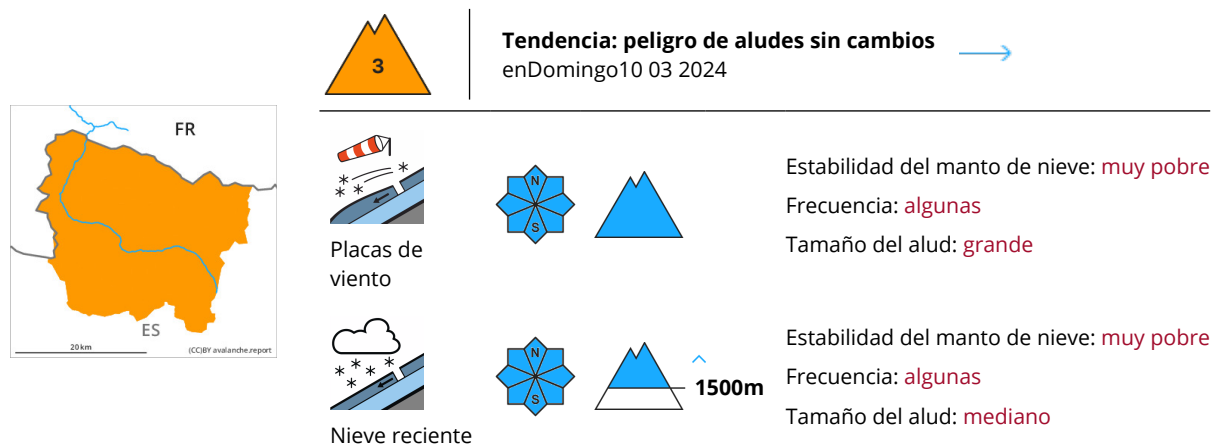 3
Tendencia: peligro de aludes sin cambios
enDomingo10 03 2024
FR
ES
20 km
(CC)BY avalanche.report
N
S
Placas de
viento
Estabilidad del manto de nieve: muy pobre
Frecuencia: algunas
Tamaño del alud: grande
N
S
1500m
Nieve reciente
Estabilidad del manto de nieve: muy pobre
Frecuencia: algunas
Tamaño del alud: mediano